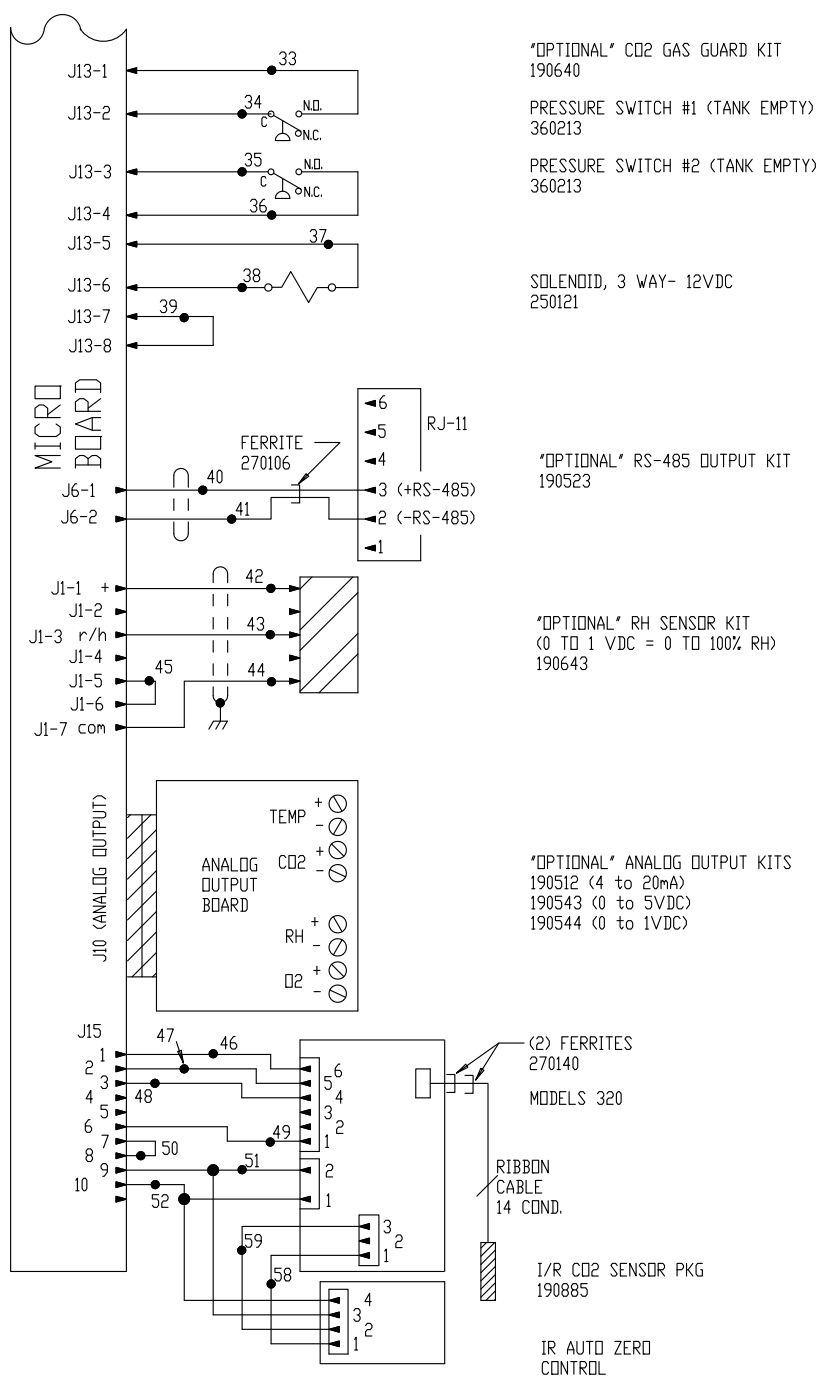 33
J13-1
"OPTIONAL" CO2 GAS GUARD KIT
190640
34
N.O.
J13-2
C
N.C.
PRESSURE SWITCH #1 (TANK EMPTY)
360213
35
N.O.
J13-3
C
N.C.
PRESSURE SWITCH #2 (TANK EMPTY)
360213
36
J13-4
37
J13-5
38
J13-6
SOLENOID, 3 WAY- 12VDC
250121
39
J13-7
J13-8
MICRO
BOARD
6
5
4
RJ-11
FERRITE
270106
"OPTIONAL" RS-485 OUTPUT KIT
190523
J6-1
40
3 (+RS-485)
J6-2
41
2 (-RS-485)
1
J1-1 +
42
J1-2
J1-3 r/h
43
J1-4
J1-5
45
44
J1-6
J1-7 com
"OPTIONAL" RH SENSOR KIT
(0 TO 1 VDC = 0 TO 100% RH)
190643
J10 (ANALOG OUTPUT)
ANALOG
OUTPUT
BOARD
TEMP + -
CO2 + -
RH + -
O2 + -
"OPTIONAL" ANALOG OUTPUT KITS
190512 (4 to 20mA)
190543 (0 to 5VDC)
190544 (0 to 1VDC)
J15
1
2
3
4
5
6
7
8
9
10
47
46
48
49
50
51
52
6
5
4
3
2
1
2
1
3
2
1
59
58
4
3
2
1
(2) FERRITES
270140
MODELS 320
RIBBON
CABLE
14 COND.
I/R CO2 SENSOR PKG
190885
IR AUTO ZERO
CONTROL